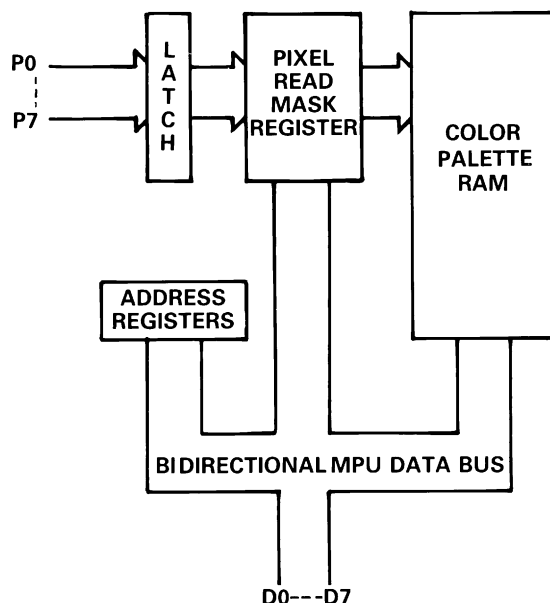 P0
P7
L
A
T
C
H
PIXEL
READ
MASK
REGISTER
COLOR
PALETTE
RAM
ADDRESS
REGISTERS
BIDIRECTIONAL MPU DATA BUS
D0---D7